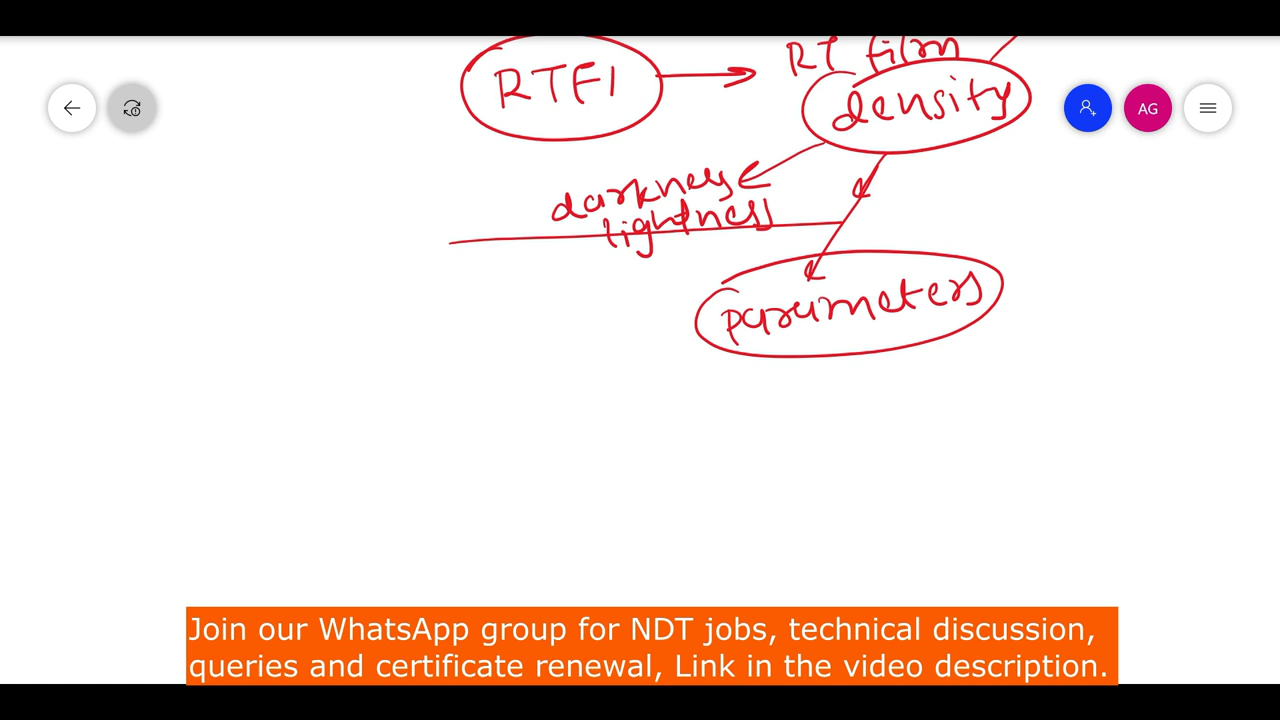 RT film
RTFI
density
AG
darkness
lightness
parameters
Join our WhatsApp group for NDT jobs, technical discussion,
queries and certificate renewal, Link in the video description.